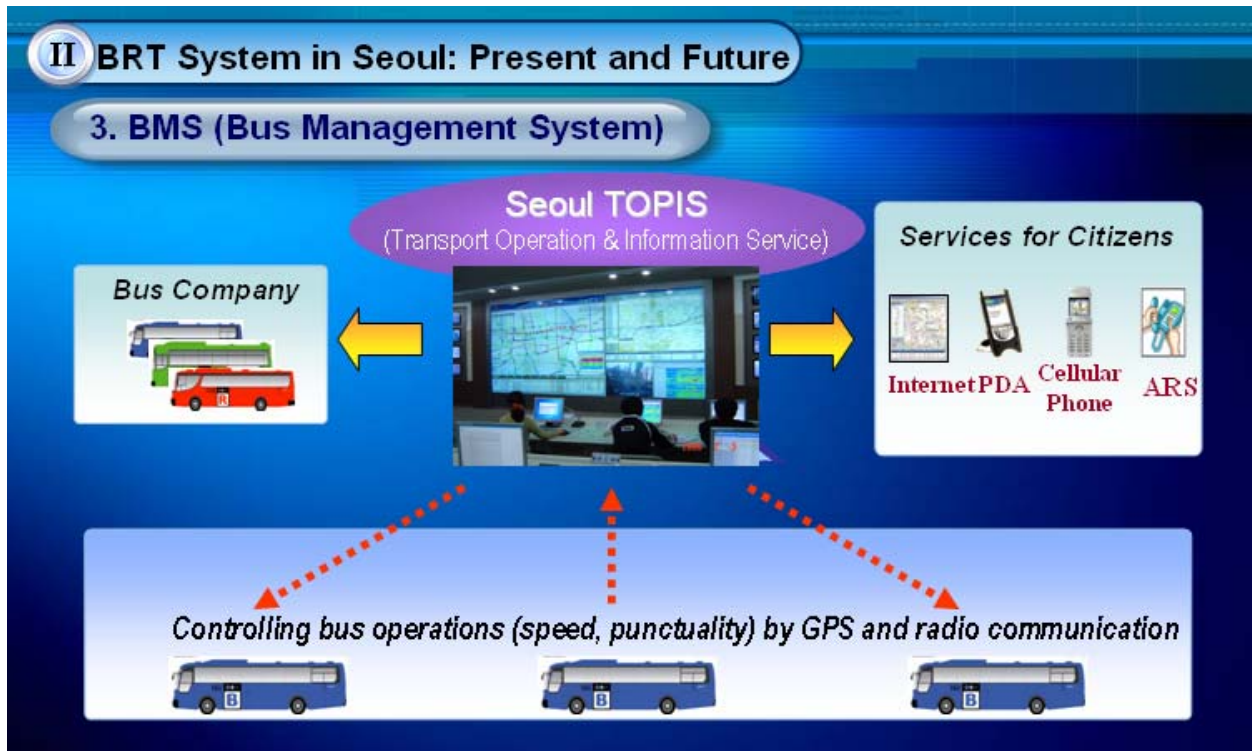 II BRT System in Seoul: Present and Future
3. BMS (Bus Management System)
Seoul TOPIS
(Transport Operation & Information Service)
Bus Company
R
Services for Citizens
Internet
PDA
Cellular
Phone
ARS
Controlling bus operations (speed, punctuality) by GPS and radio communication
B
B
B